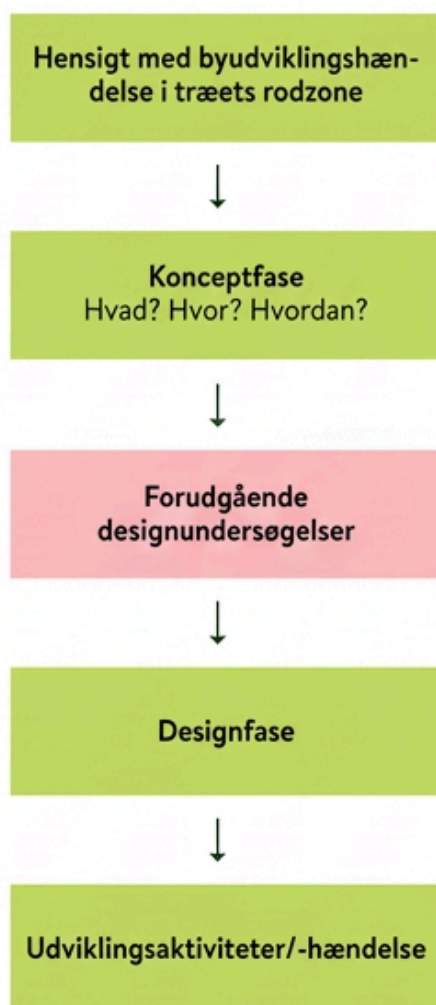 Hensigt med byudviklingshæn-
delse i træets rodzone
Konceptfase
Hvad? Hvor? Hvordan?
Forudgående
designundersøgelser
Designfase
Udviklingsaktiviteter/-hændelse